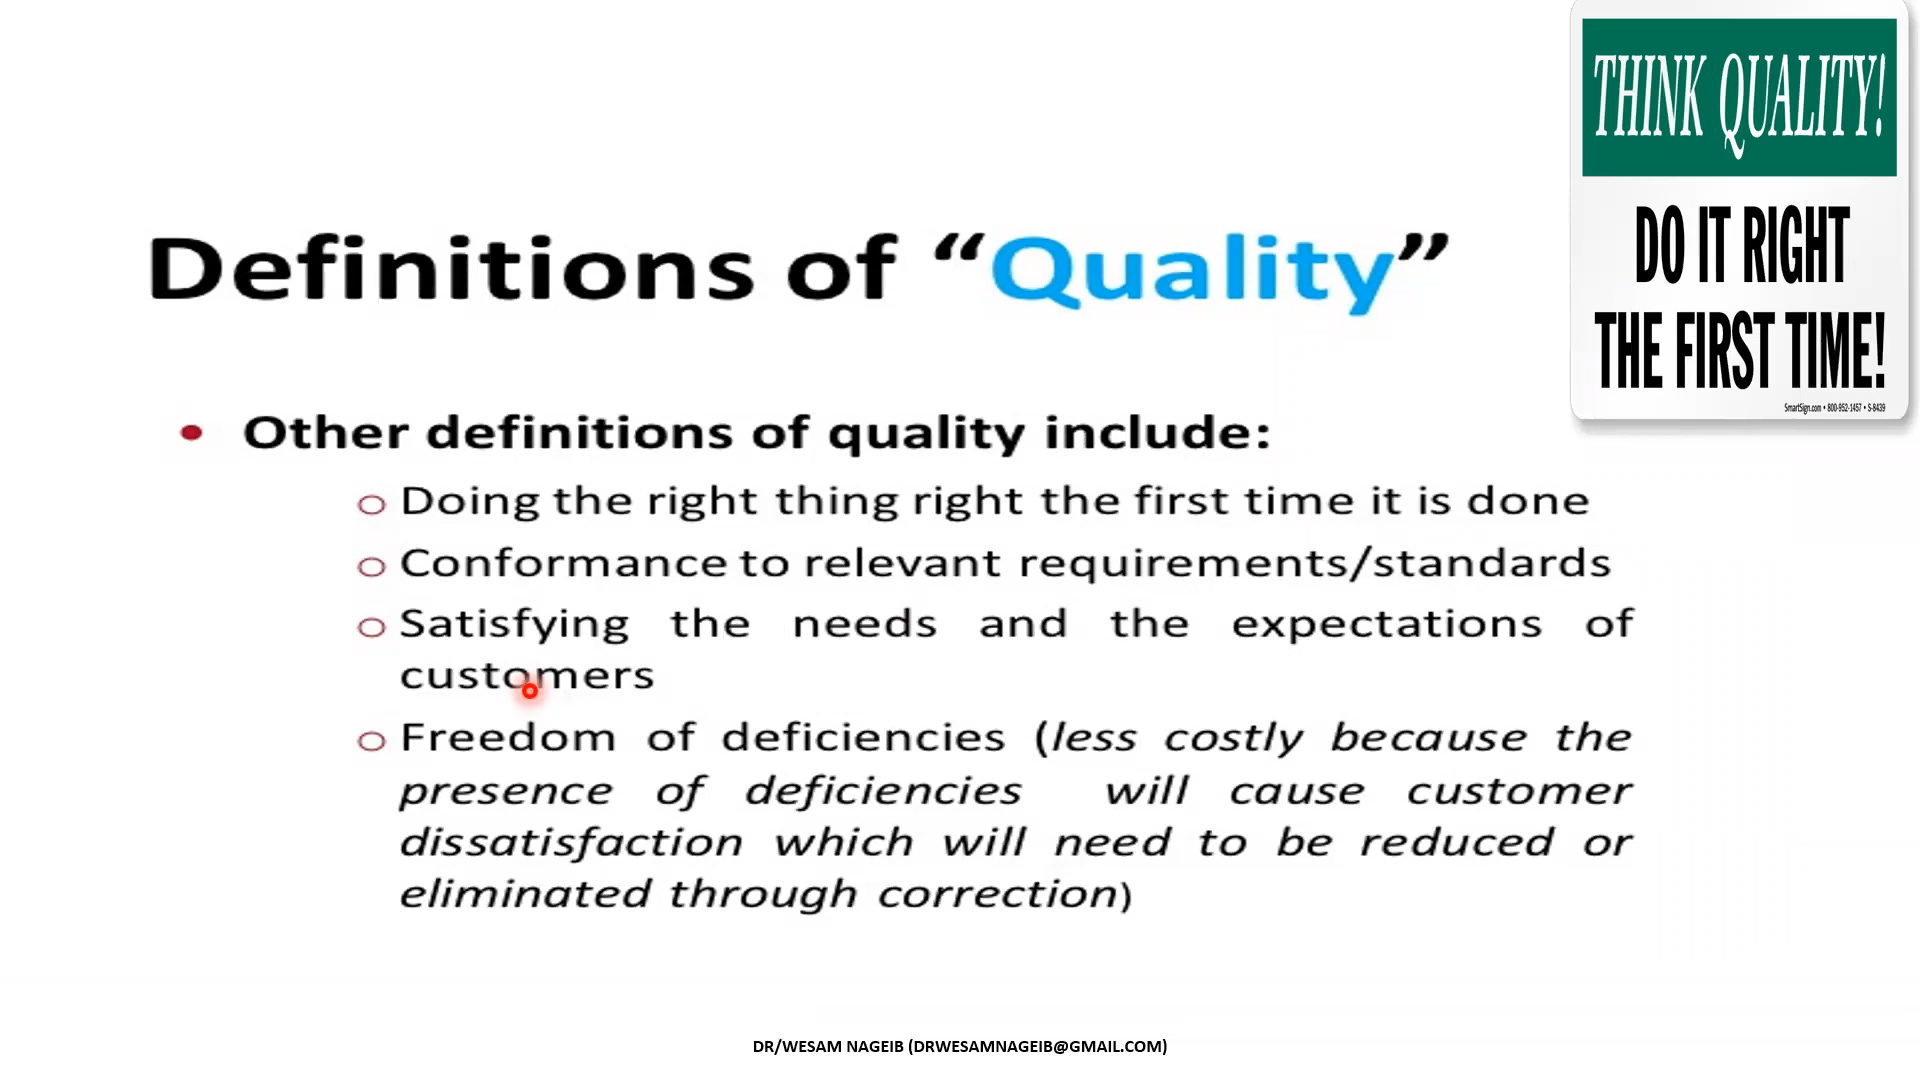 THINK QUALITY!
DO IT RIGHT
THE FIRST TIME!
SmartSign.com • 800-952-1457 • S-8439
Definitions of “Quality”
• Other definitions of quality include:
o Doing the right thing right the first time it is done
o Conformance to relevant requirements/standards
o Satisfying the needs and the expectations of
customers
o Freedom of deficiencies (less costly because the
presence of deficiencies will cause customer
dissatisfaction which will need to be reduced or
eliminated through correction)
DR/WESAM NAGEIB (DRWESAMNAGEIB@GMAIL.COM)